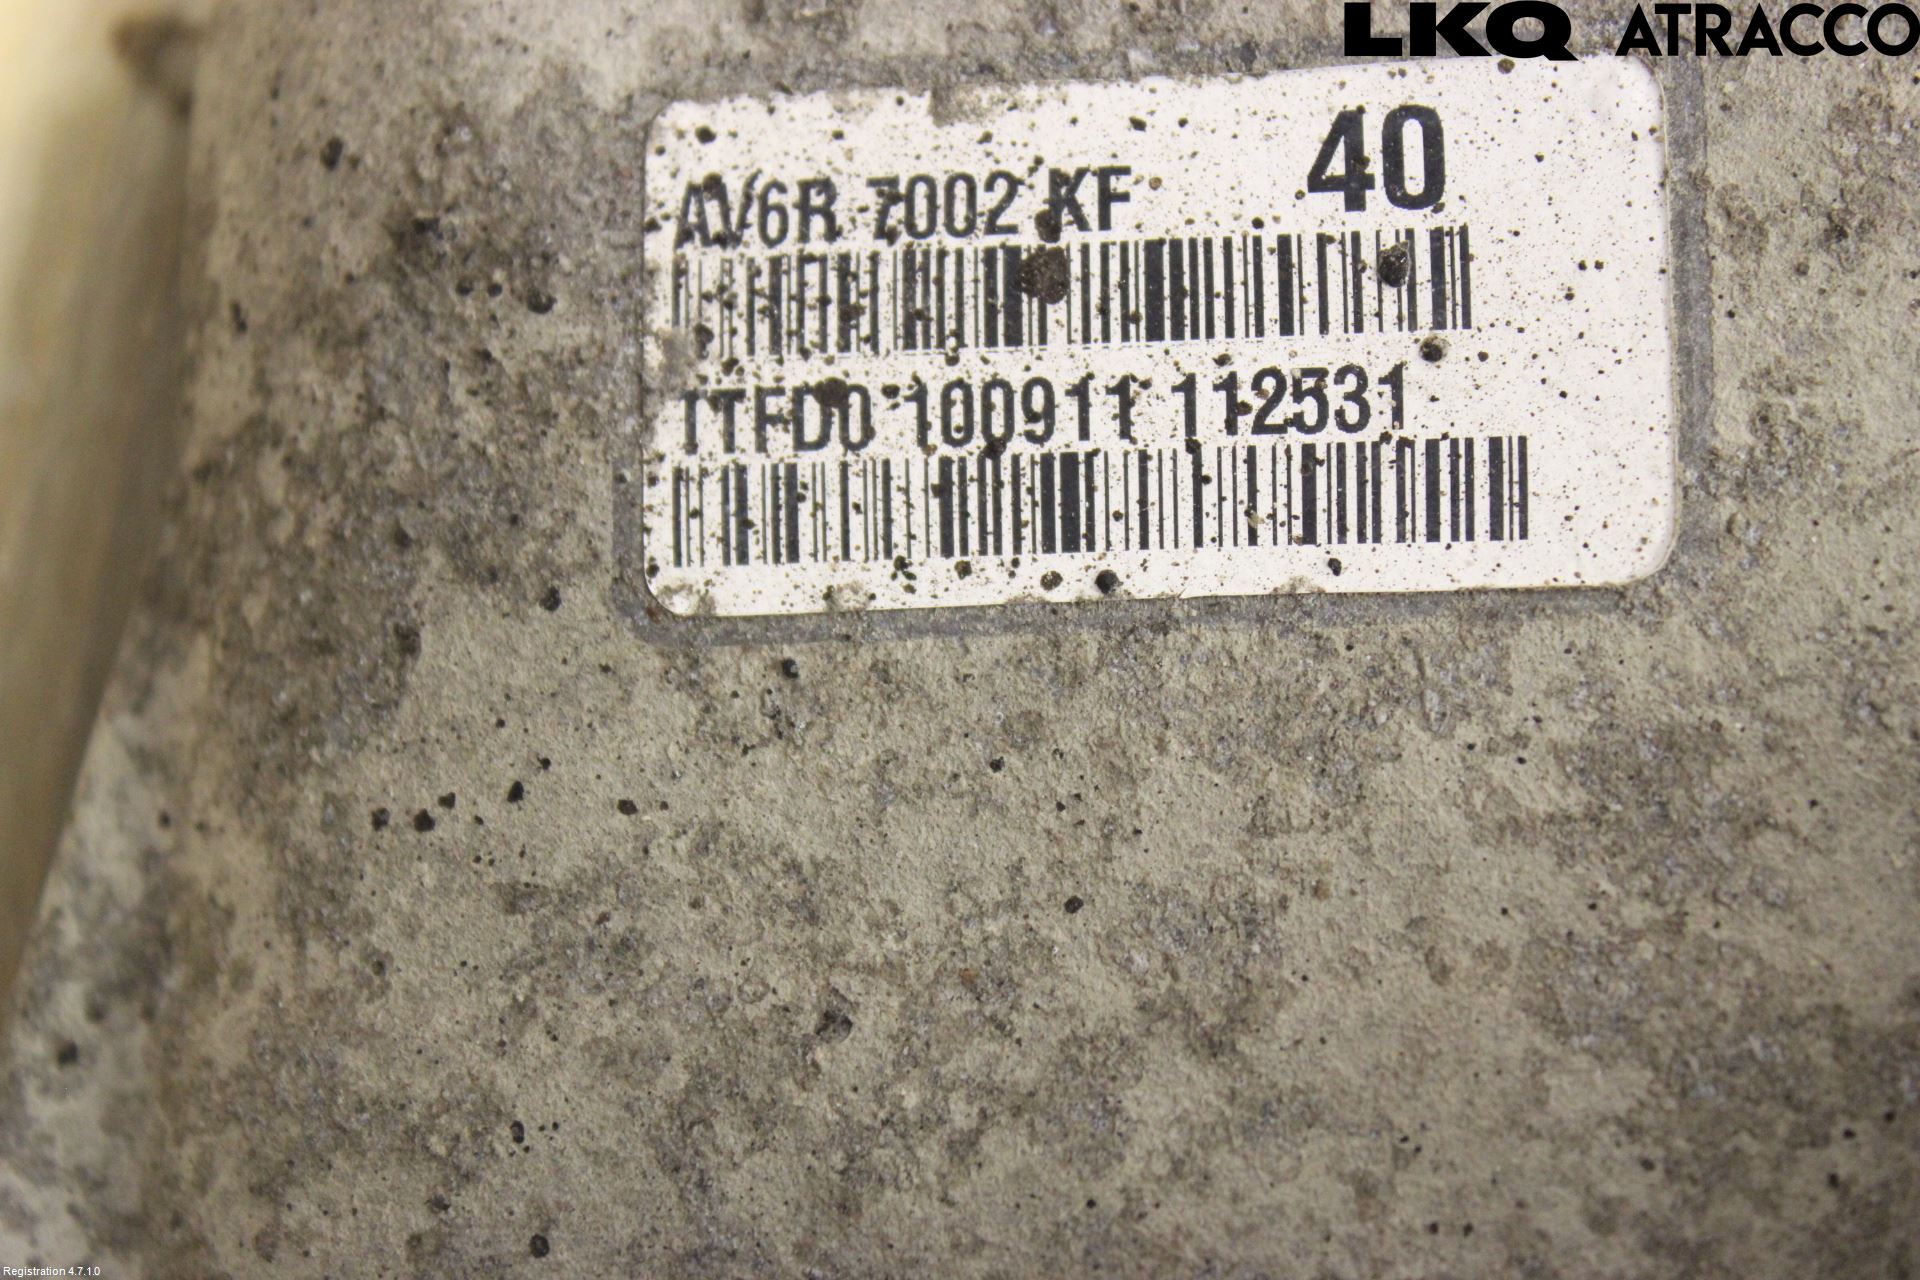 LKQ ATRACCO
40
AV6R 7002 KF
TTFD0 100911 112531
Registration 4.7.1.0